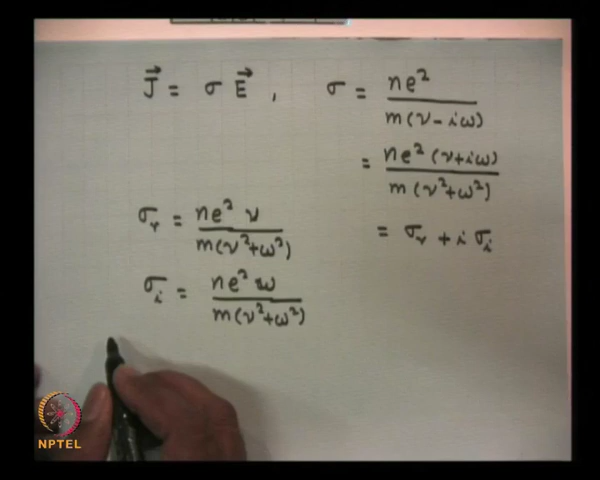 J⃗ = σ E⃗ , σ = ne² / m(ν - iω)
= ne² (ν + iω) / m(ν² + ω²)
= σᵣ + i σᵢ
σᵣ = ne² ν / m(ν² + ω²)
σᵢ = ne² ω / m(ν² + ω²)
NPTEL